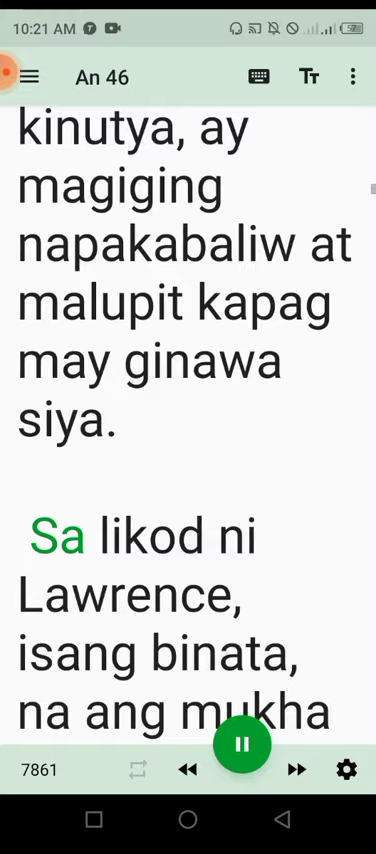 10:21 AM
57
An 46
kinutya, ay
magiging
napakabaliw at
malupit kapag
may ginawa
siya.
Sa likod ni
Lawrence,
isang binata,
na ang mukha
7861